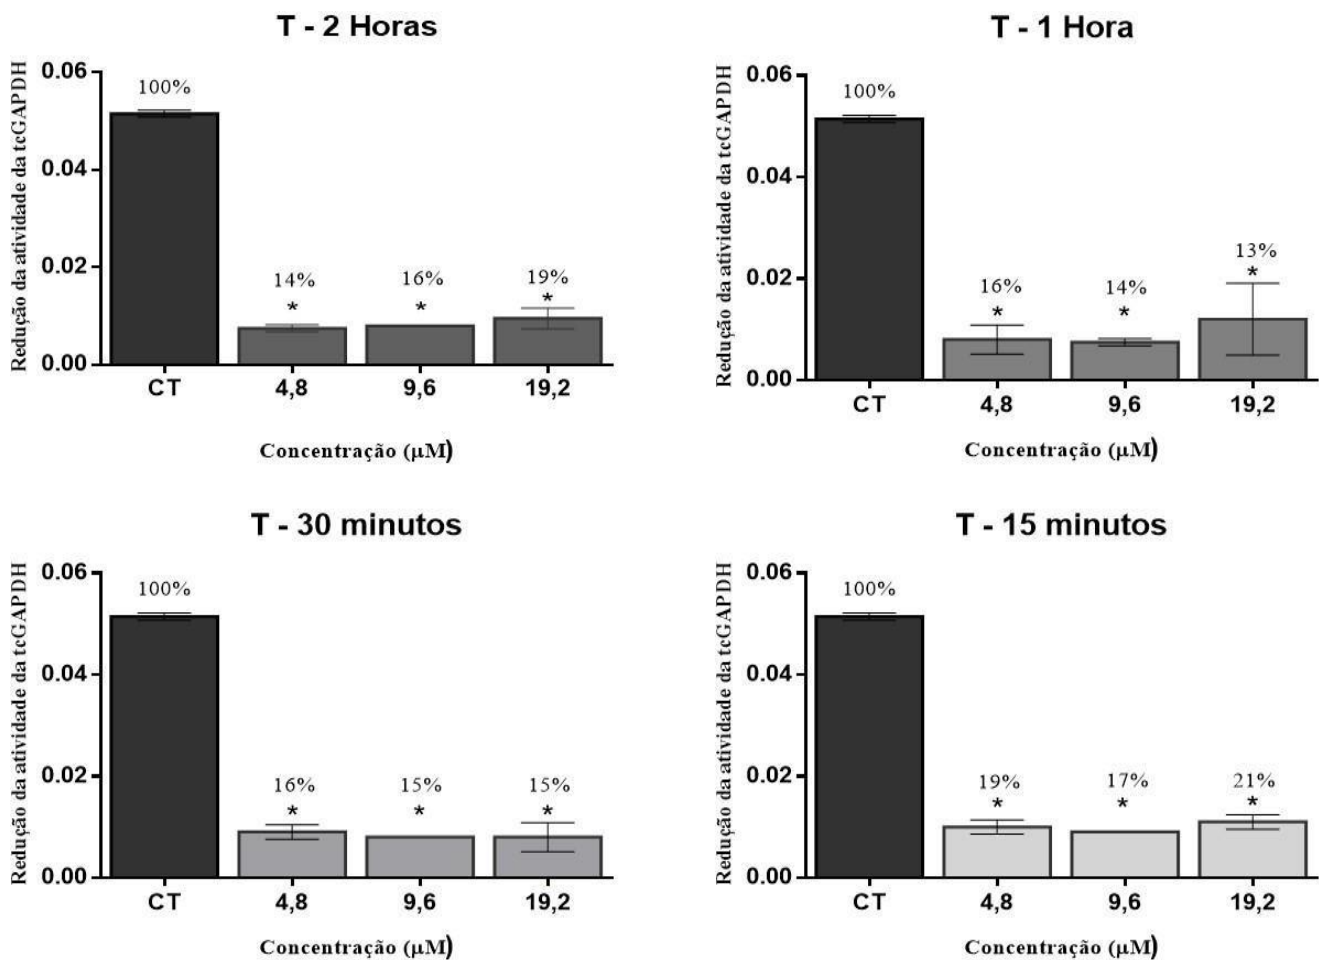 T - 2 Horas
Redução da atividade da tcGAPDH
0.06
0.04
0.02
0.00
100%
14%
*
16%
*
19%
*
CT 4,8 9,6 19,2
Concentração (µM)
T - 1 Hora
Redução da atividade da tcGAPDH
0.06
0.04
0.02
0.00
100%
16%
*
14%
*
13%
*
CT 4,8 9,6 19,2
Concentração (µM)
T - 30 minutos
Redução da atividade da tcGAPDH
0.06
0.04
0.02
0.00
100%
16%
*
15%
*
15%
*
CT 4,8 9,6 19,2
Concentração (µM)
T - 15 minutos
Redução da atividade da tcGAPDH
0.06
0.04
0.02
0.00
100%
19%
*
17%
*
21%
*
CT 4,8 9,6 19,2
Concentração (µM)